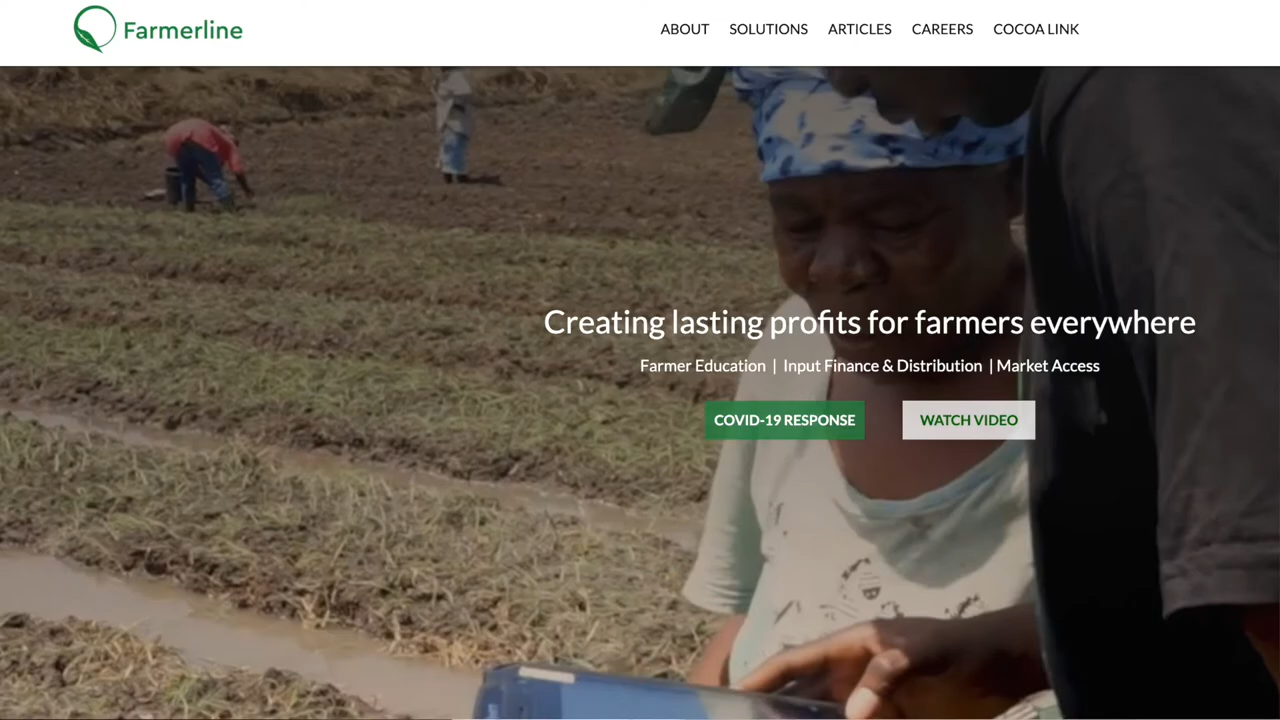 Farmerline
ABOUT SOLUTIONS ARTICLES CAREERS COCOA LINK
Creating lasting profits for farmers everywhere
Farmer Education | Input Finance & Distribution | Market Access
COVID-19 RESPONSE WATCH VIDEO